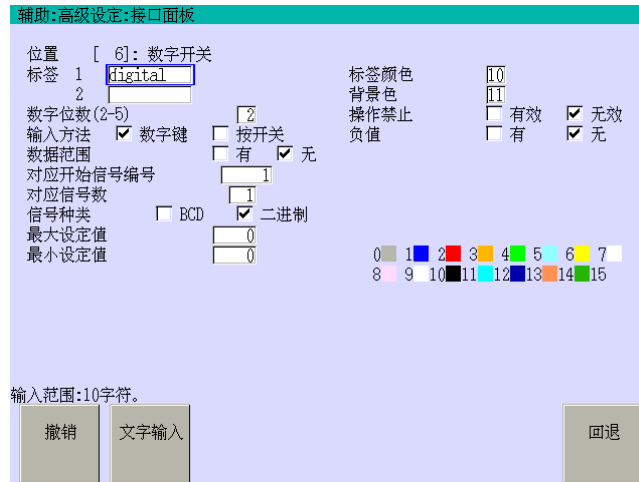 辅助:高级设定:接口面板
位置 [ 6]: 数字开关
标签 1 digital 标签颜色 10
2 背景色 11
数字位数(2-5) 2 操作禁止 有效 无效
输入方法 数字键 按开关 负值 有 无
数据范围 有 无
对应开始信号编号 1
对应信号数 1
信号种类 BCD 二进制
最大设定值 0
最小设定值 0
0 1 2 3 4 5 6 7
8 9 10 11 12 13 14 15
输入范围:10字符。
撤销 文字输入 回退